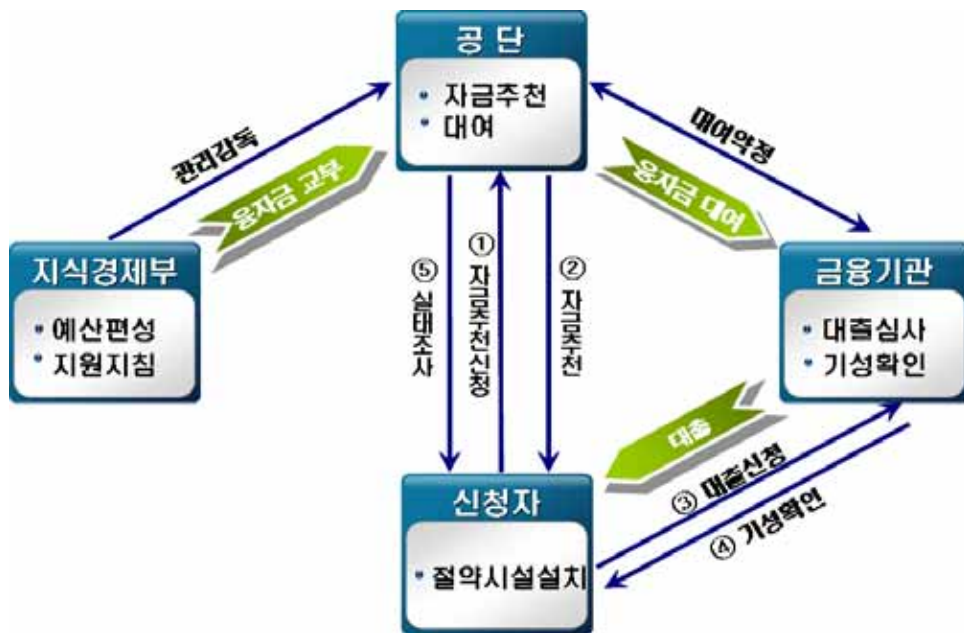 공 단
• 자금추천
• 대여
관리감독
융자금 교부
대여약정
융자금 대여
지식경제부
• 예산편성
• 지원지침
⑤ 실태조사
① 자금추천신청
② 자금추천
금융기관
• 대출심사
• 기성확인
대출
③ 대출신청
④ 기성확인
신청자
• 절약시설설치